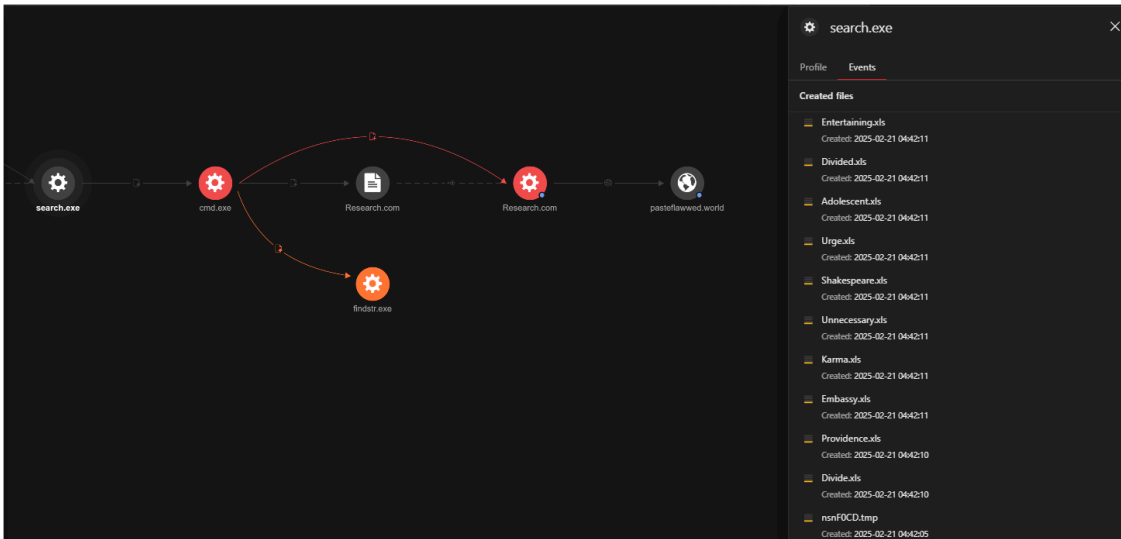 search.exe
cmd.exe
Research.com
Research.com
pasteflawwed.world
findstr.exe
search.exe
Profile Events
Created files
Entertaining.xls
Created: 2025-02-21 04:42:11
Divided.xls
Created: 2025-02-21 04:42:11
Adolescent.xls
Created: 2025-02-21 04:42:11
Urge.xls
Created: 2025-02-21 04:42:11
Shakespeare.xls
Created: 2025-02-21 04:42:11
Unnecessary.xls
Created: 2025-02-21 04:42:11
Karma.xls
Created: 2025-02-21 04:42:11
Embassy.xls
Created: 2025-02-21 04:42:11
Providence.xls
Created: 2025-02-21 04:42:10
Divide.xls
Created: 2025-02-21 04:42:10
nsnF0CD.tmp
Created: 2025-02-21 04:42:05